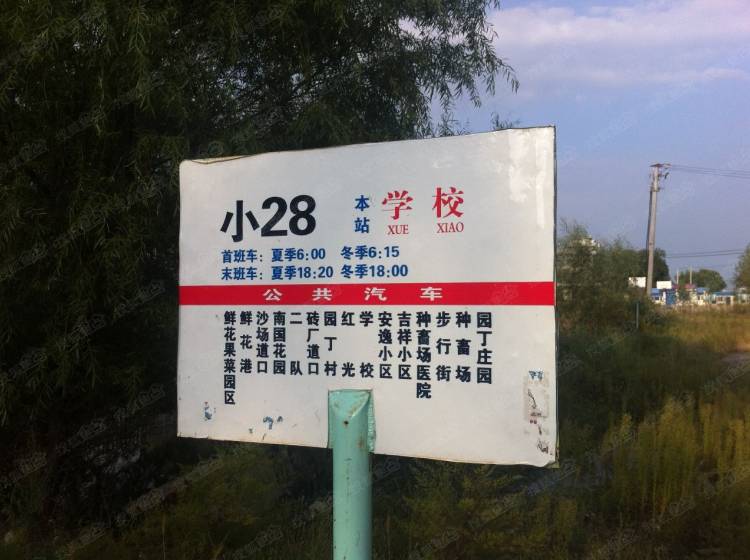 小28 本站 学校
XUE XIAO
首班车：夏季6:00 冬季6:15
末班车：夏季18:20 冬季18:00
公共汽车
鲜花果菜园区
鲜花港
沙场道口
南国花园
二队
砖厂道口
园丁村
红光
学校
安逸小区
吉祥小区
种畜场医院
步行街
种畜场
园丁庄园